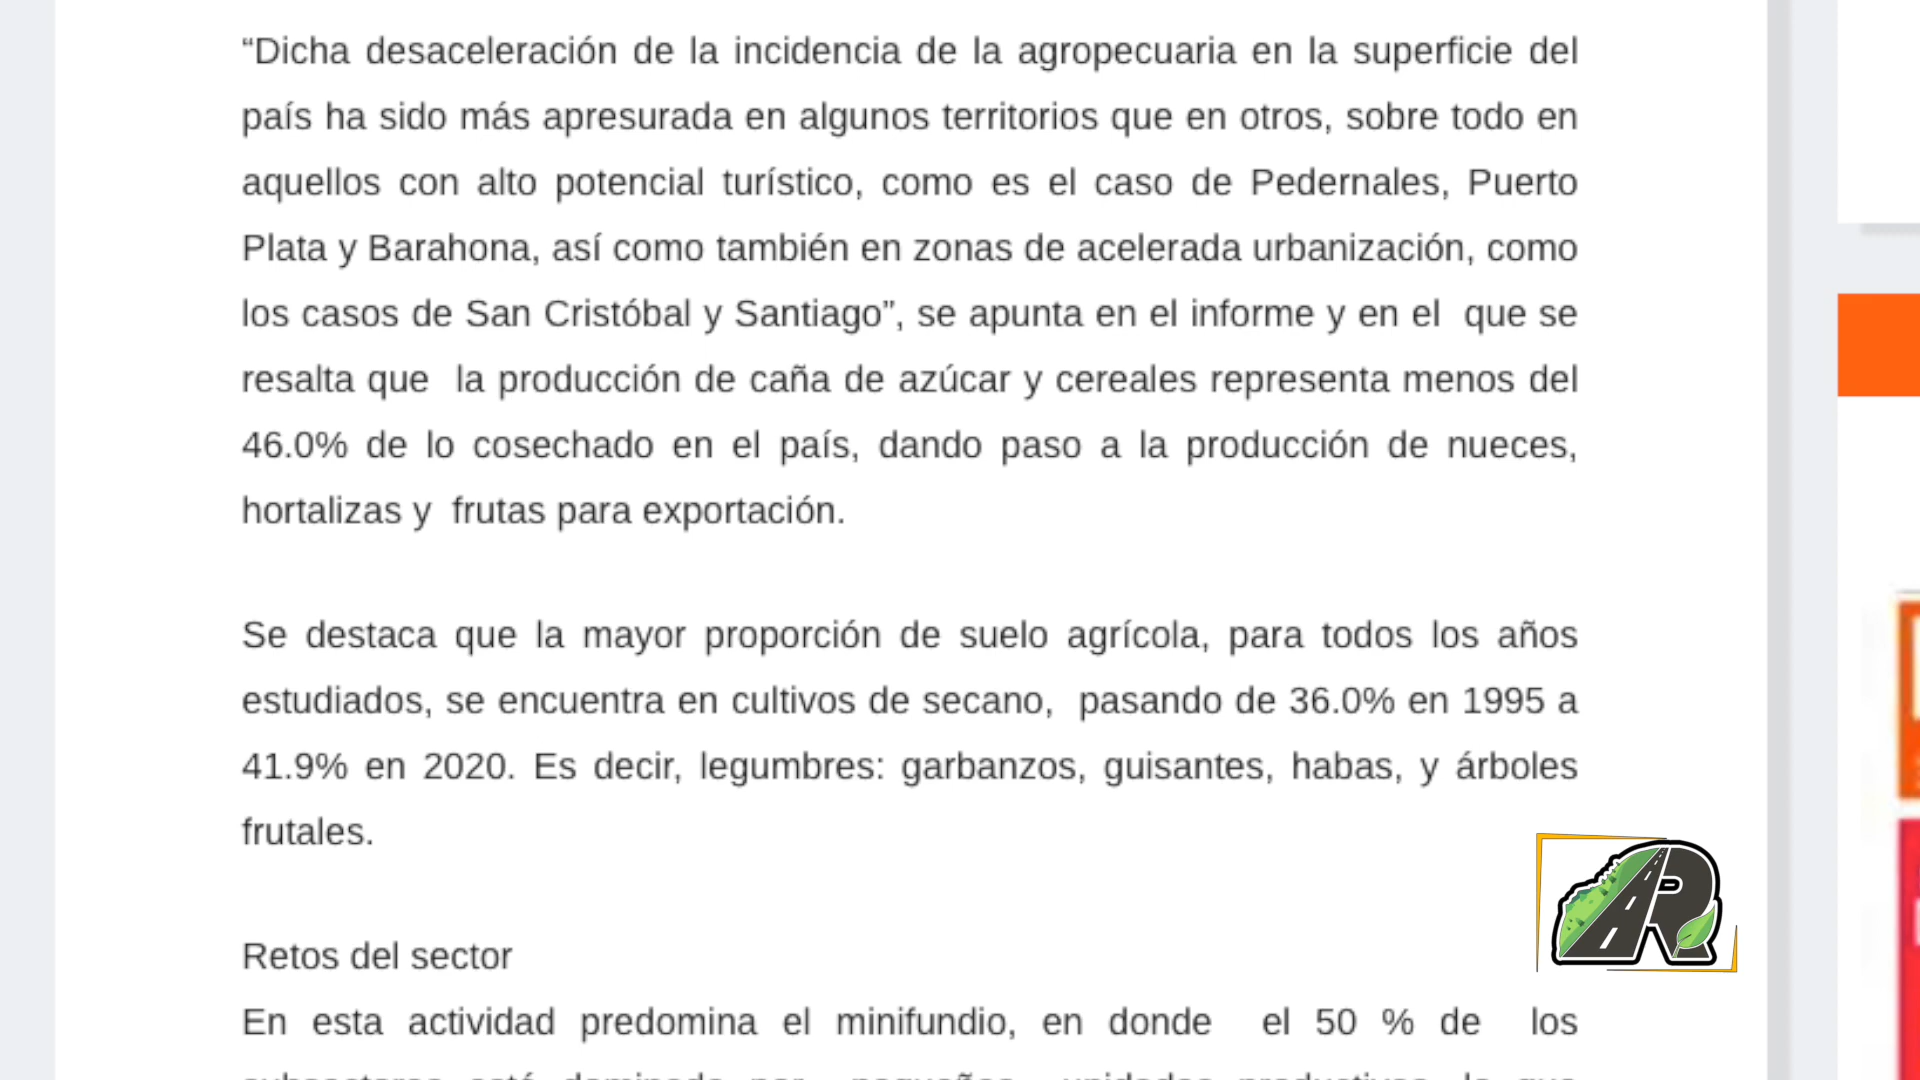 “Dicha desaceleración de la incidencia de la agropecuaria en la superficie del
país ha sido más apresurada en algunos territorios que en otros, sobre todo en
aquellos con alto potencial turístico, como es el caso de Pedernales, Puerto
Plata y Barahona, así como también en zonas de acelerada urbanización, como
los casos de San Cristóbal y Santiago”, se apunta en el informe y en el que se
resalta que la producción de caña de azúcar y cereales representa menos del
46.0% de lo cosechado en el país, dando paso a la producción de nueces,
hortalizas y frutas para exportación.
Se destaca que la mayor proporción de suelo agrícola, para todos los años
estudiados, se encuentra en cultivos de secano, pasando de 36.0% en 1995 a
41.9% en 2020. Es decir, legumbres: garbanzos, guisantes, habas, y árboles
frutales.
R
Retos del sector
En esta actividad predomina el minifundio, en donde el 50 % de los